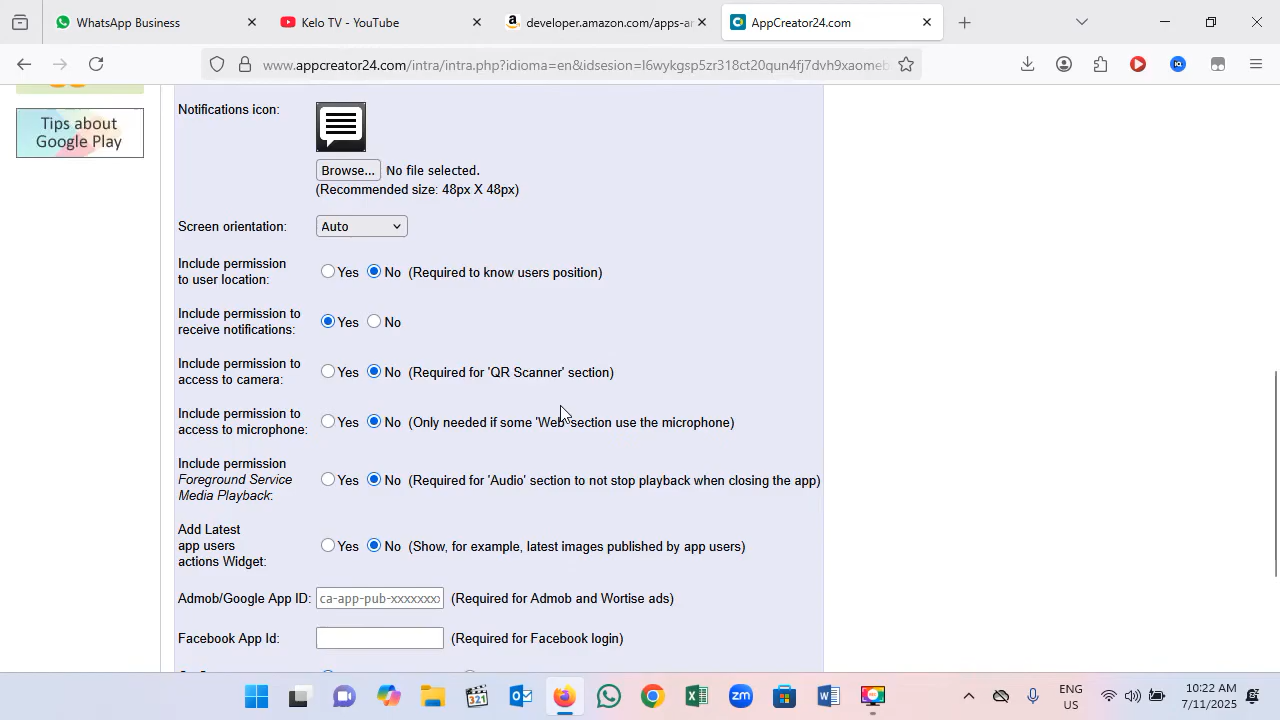 WhatsApp Business
Kelo TV - YouTube
developer.amazon.com/apps-ar
AppCreator24.com
www.appcreator24.com/intra/intra.php?idioma=en&idsesion=l6wykgsp5zr318ct20qun4fj7dvh9xaomeb
Tips about
Google Play
Notifications icon:
Browse... No file selected.
(Recommended size: 48px X 48px)
Screen orientation: Auto
Include permission
to user location: Yes No (Required to know users position)
Include permission to
receive notifications: Yes No
Include permission to
access to camera: Yes No (Required for 'QR Scanner' section)
Include permission to
access to microphone: Yes No (Only needed if some 'Web' section use the microphone)
Include permission
Foreground Service
Media Playback: Yes No (Required for 'Audio' section to not stop playback when closing the app)
Add Latest
app users
actions Widget: Yes No (Show, for example, latest images published by app users)
Admob/Google App ID: ca-app-pub-xxxxxxxx (Required for Admob and Wortise ads)
Facebook App Id: (Required for Facebook login)
321
zm
ENG
US
10:22 AM
7/11/2025